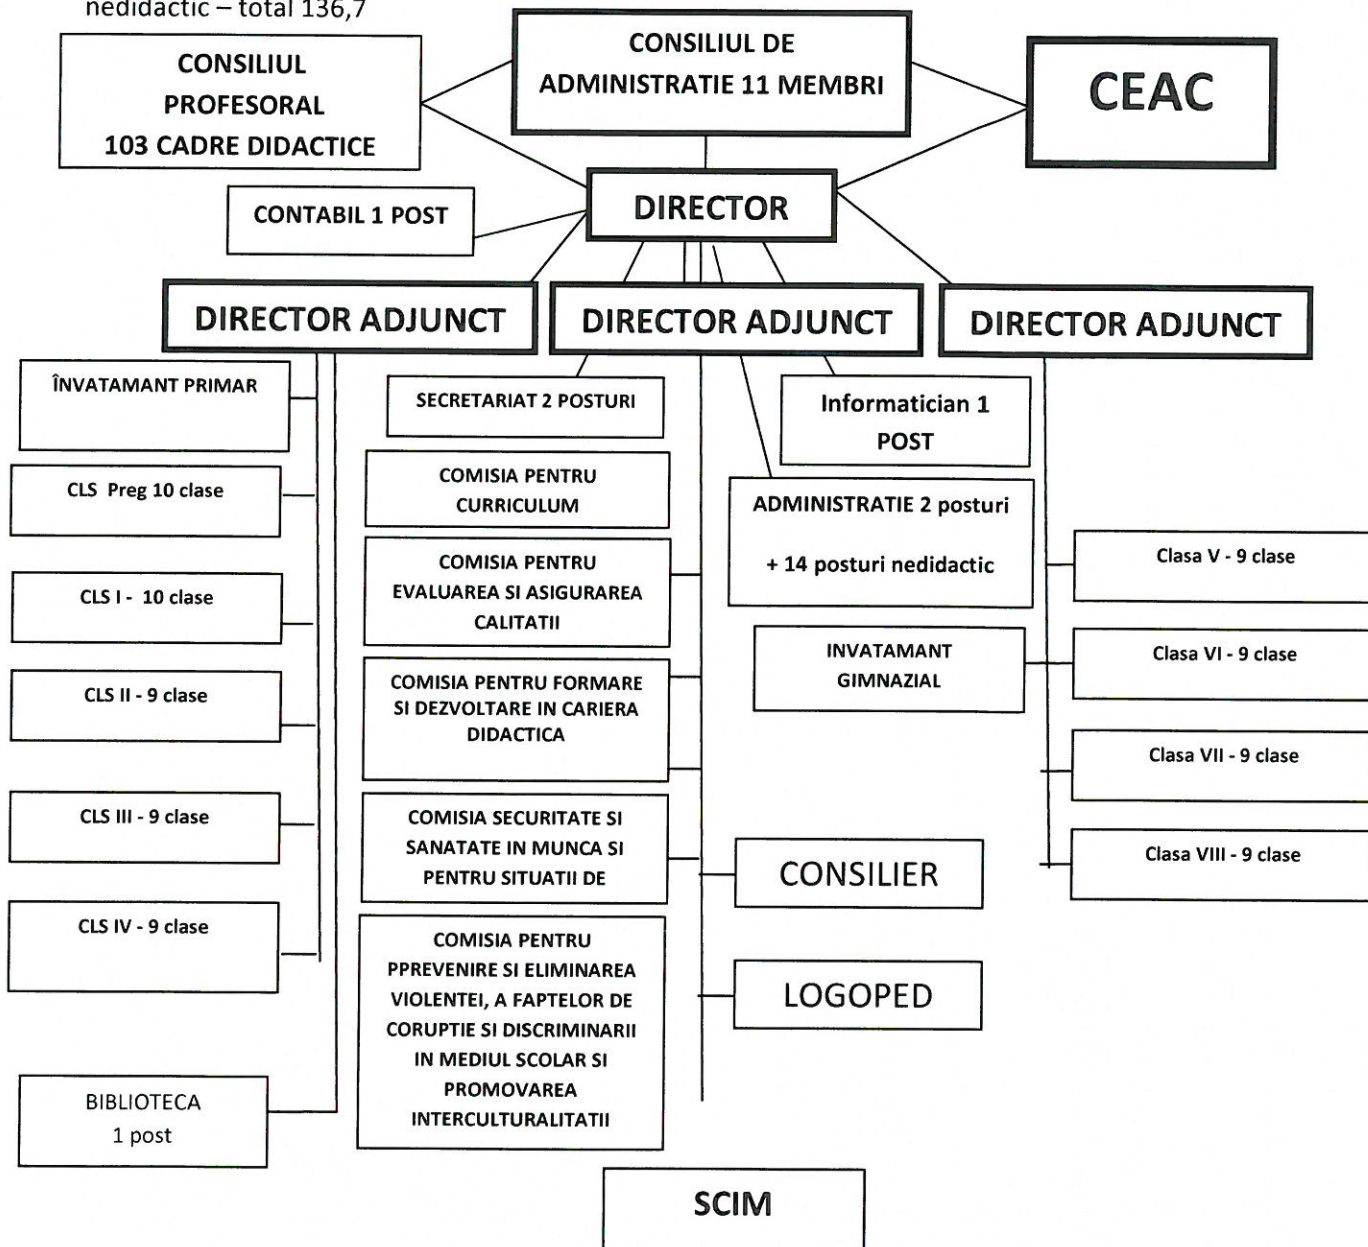 nedidactic – total 136,7
CONSILIUL
PROFESORAL
103 CADRE DIDACTICE
CONSILIUL DE
ADMINISTRATIE 11 MEMBRI
CEAC
CONTABIL 1 POST
DIRECTOR
DIRECTOR ADJUNCT
DIRECTOR ADJUNCT
DIRECTOR ADJUNCT
ÎNVATAMANT PRIMAR
CLS Preg 10 clase
CLS I - 10 clase
CLS II - 9 clase
CLS III - 9 clase
CLS IV - 9 clase
BIBLIOTECA
1 post
SECRETARIAT 2 POSTURI
COMISIA PENTRU
CURRICULUM
COMISIA PENTRU
EVALUAREA SI ASIGURAREA
CALITATII
COMISIA PENTRU FORMARE
SI DEZVOLTARE IN CARIERA
DIDACTICA
COMISIA SECURITATE SI
SANATATE IN MUNCA SI
PENTRU SITUATII DE
COMISIA PENTRU
PPREVENIRE SI ELIMINAREA
VIOLENTEI, A FAPTELOR DE
CORUPTIE SI DISCRIMINARII
IN MEDIUL SCOLAR SI
PROMOVAREA
INTERCULTURALITATII
Informatician 1
POST
ADMINISTRATIE 2 posturi
+ 14 posturi nedidactic
INVATAMANT
GIMNAZIAL
CONSILIER
LOGOPED
Clasa V - 9 clase
Clasa VI - 9 clase
Clasa VII - 9 clase
Clasa VIII - 9 clase
SCIM